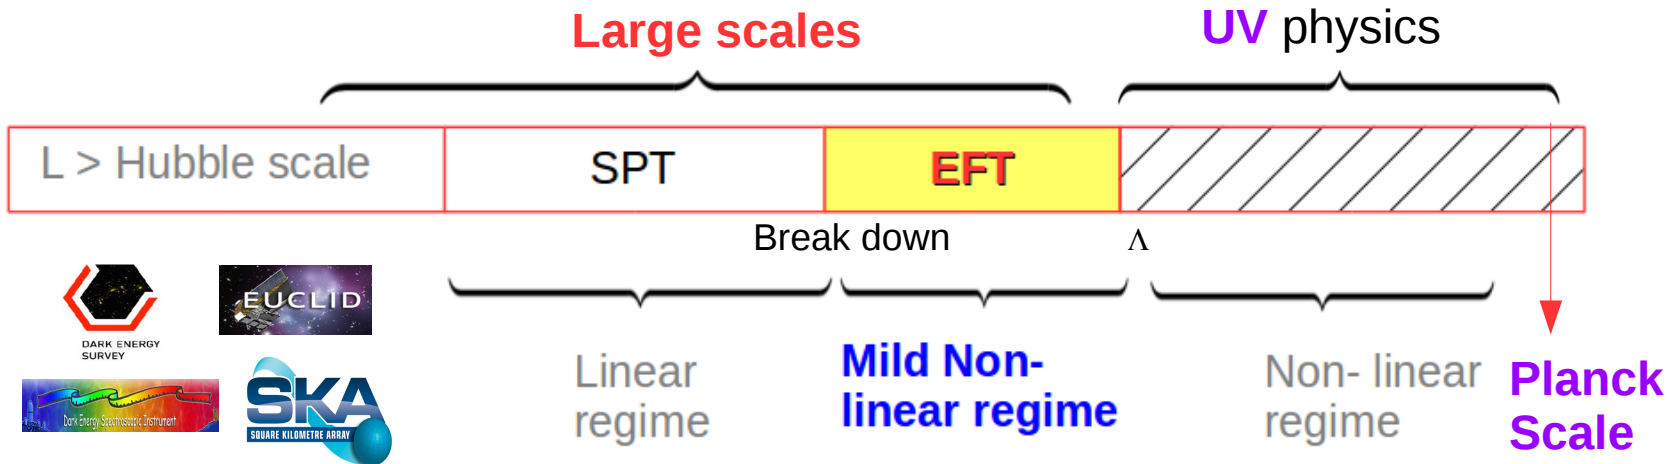 Large scales
UV physics
L > Hubble scale
SPT
EFT
Break down
Λ
DARK ENERGY
SURVEY
EUCLID
Dark Energy Spectroscopic Instrument
SKA
SQUARE KILOMETRE ARRAY
Linear
regime
Mild Non-
linear regime
Non- linear
regime
Planck
Scale